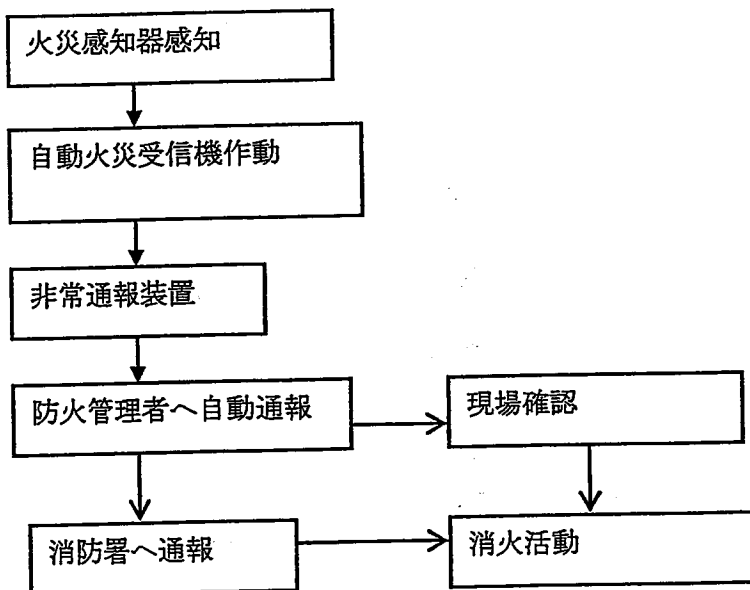 火災感知器感知
自動火災受信機作動
非常通報装置
防火管理者へ自動通報
現場確認
消防署へ通報
消火活動